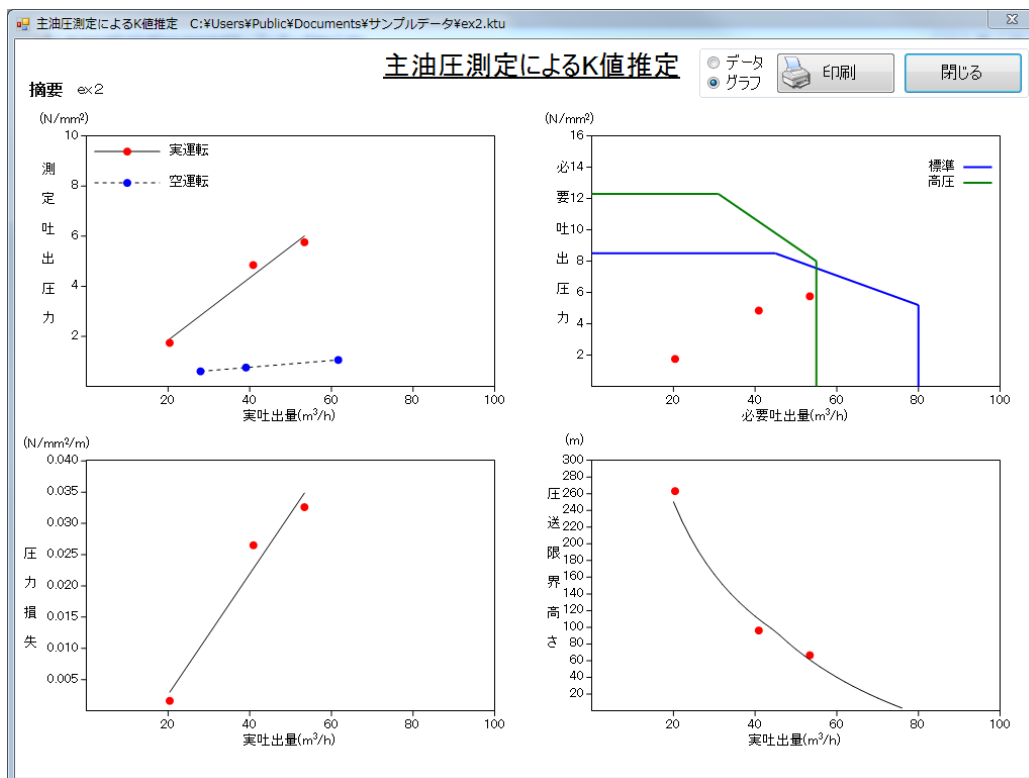 主油圧測定によるK値推定 C:¥Users¥Public¥Documents¥サンプルデータ¥ex2.ktu
主油圧測定によるK値推定
データ
グラフ
印刷
閉じる
摘要 ex2
(N/mm²)
測定吐出圧力
10
8
6
4
2
実運転
空運転
20 40 60 80 100
実吐出量(m³/h)
(N/mm²)
必要吐出圧力
16
14
12
10
8
6
4
2
標準
高圧
20 40 60 80 100
必要吐出量(m³/h)
(N/mm²/m)
圧力損失
0.040
0.035
0.030
0.025
0.020
0.015
0.010
0.005
20 40 60 80 100
実吐出量(m³/h)
(m)
圧送限界高さ
300
280
260
240
220
200
180
160
140
120
100
80
60
40
20
20 40 60 80 100
実吐出量(m³/h)